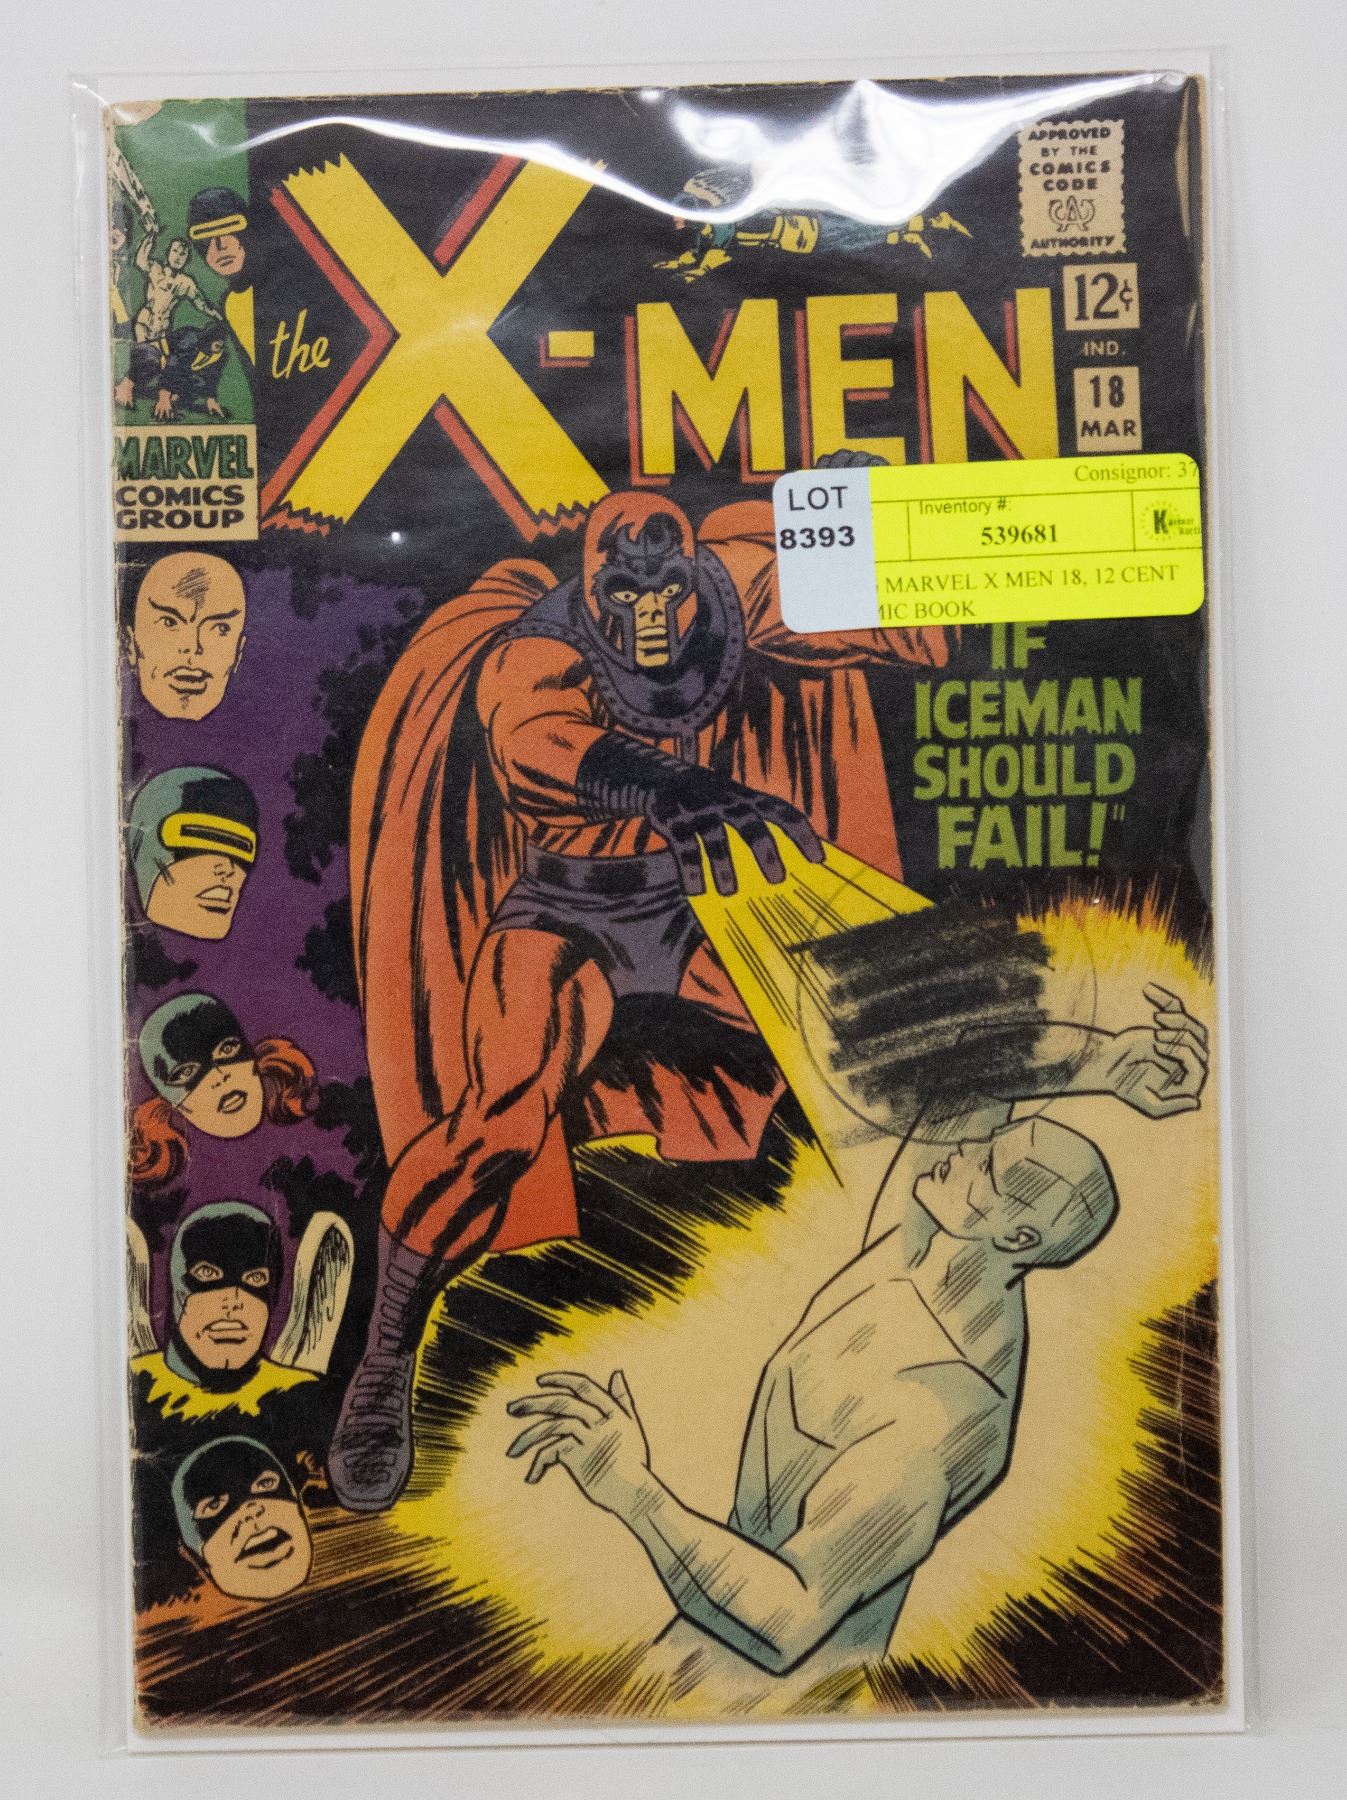 APPROVED
BY THE
COMICS
CODE
AUTHORITY
the X-MEN
12¢
IND.
18
MAR
MARVEL
COMICS
GROUP
LOT
8393
Consignor: 37
Inventory #:
539681
MARVEL X MEN 18, 12 CENT
MIC BOOK
"IF
ICEMAN
SHOULD
FAIL!"